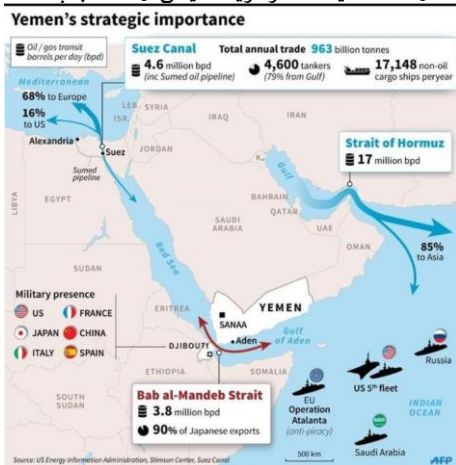 Yemen's strategic importance
Oil / gas transit
barrels per day (bpd)
Suez Canal
Total annual trade 963 billion tonnes
4.6 million bpd
(inc Sumed oil pipeline)
4,600 tankers
(79% from Gulf)
17,148 non-oil
cargo ships per year
Mediterranean
68% to Europe
16%
to US
LEB.
SYRIA
ISR.
IRAQ
IRAN
Alexandria
Suez
JORDAN
Sumed
pipeline
Strait of Hormuz
17 million bpd
K.
Gulf
LIBYA
EGYPT
BAHRAIN
QATAR
SAUDI
ARABIA
UAE
OMAN
85%
to Asia
Red Sea
SUDAN
Military presence
US
FRANCE
JAPAN
CHINA
ITALY
SPAIN
ERITREA
YEMEN
SANAA
Aden
Gulf
of Aden
DJIBOUTI
ETHIOPIA
SOMALIA
SOUTH
SUDAN
Bab al-Mandeb Strait
3.8 million bpd
90% of Japanese exports
EU
Operation
Atalanta
(anti-piracy)
US 5th fleet
Russia
INDIAN
OCEAN
Saudi Arabia
500 km
Source: US Energy Information Administration, Stimson Center, Suez Canal
AFP